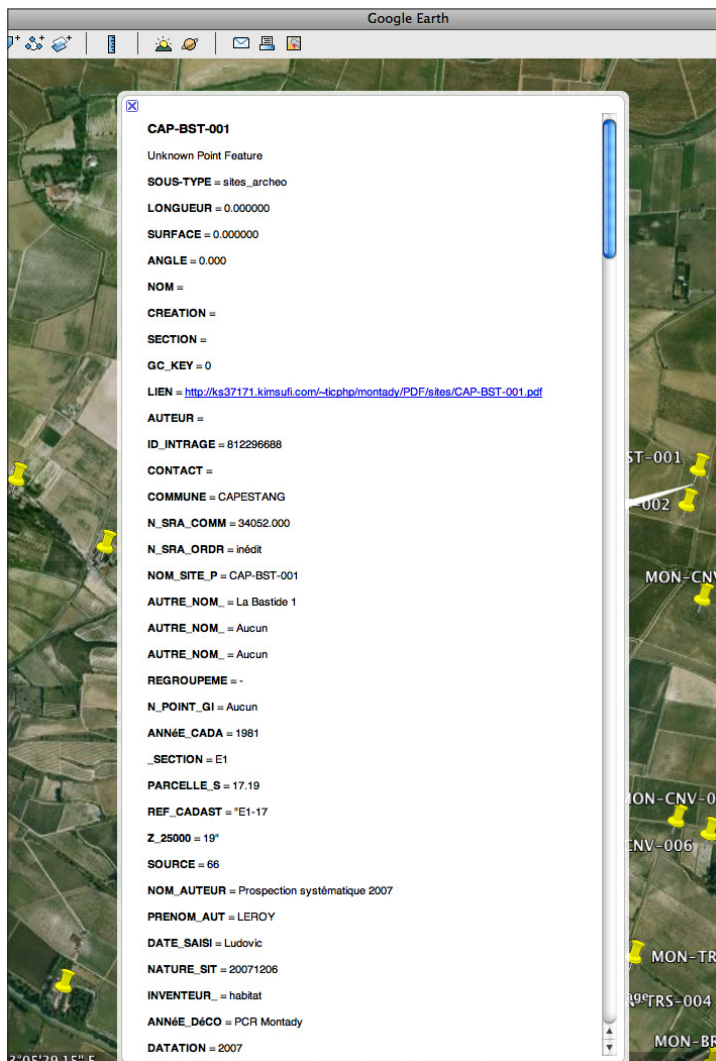 Google Earth
CAP-BST-001
Unknown Point Feature
SOUS-TYPE = sites_archeo
LONGUEUR = 0.000000
SURFACE = 0.000000
ANGLE = 0.000
NOM =
CREATION =
SECTION =
GC_KEY = 0
LIEN = http://ks37171.kimsufi.com/~ticphp/montady/PDF/sites/CAP-BST-001.pdf
AUTEUR =
ID_INTRAGE = 812296688
CONTACT =
COMMUNE = CAPESTANG
N_SRA_COMM = 34052.000
N_SRA_ORDR = inédit
NOM_SITE_P = CAP-BST-001
AUTRE_NOM_ = La Bastide 1
AUTRE_NOM_ = Aucun
AUTRE_NOM_ = Aucun
REGROUPEME = -
N_POINT_GI = Aucun
ANNéE_CADA = 1981
_SECTION = E1
PARCELLE_S = 17.19
REF_CADAST = "E1-17
Z_25000 = 19"
SOURCE = 66
NOM_AUTEUR = Prospection systématique 2007
PRENOM_AUT = LEROY
DATE_SAISI = Ludovic
NATURE_SIT = 20071206
INVENTEUR_ = habitat
ANNéE_DéCO = PCR Montady
DATATION = 2007
ST-001
-002
MON-CNV
ION-CNV-0
CNV-006
MON-TR
TRS-004
MON-BR
3°05'29.15" E